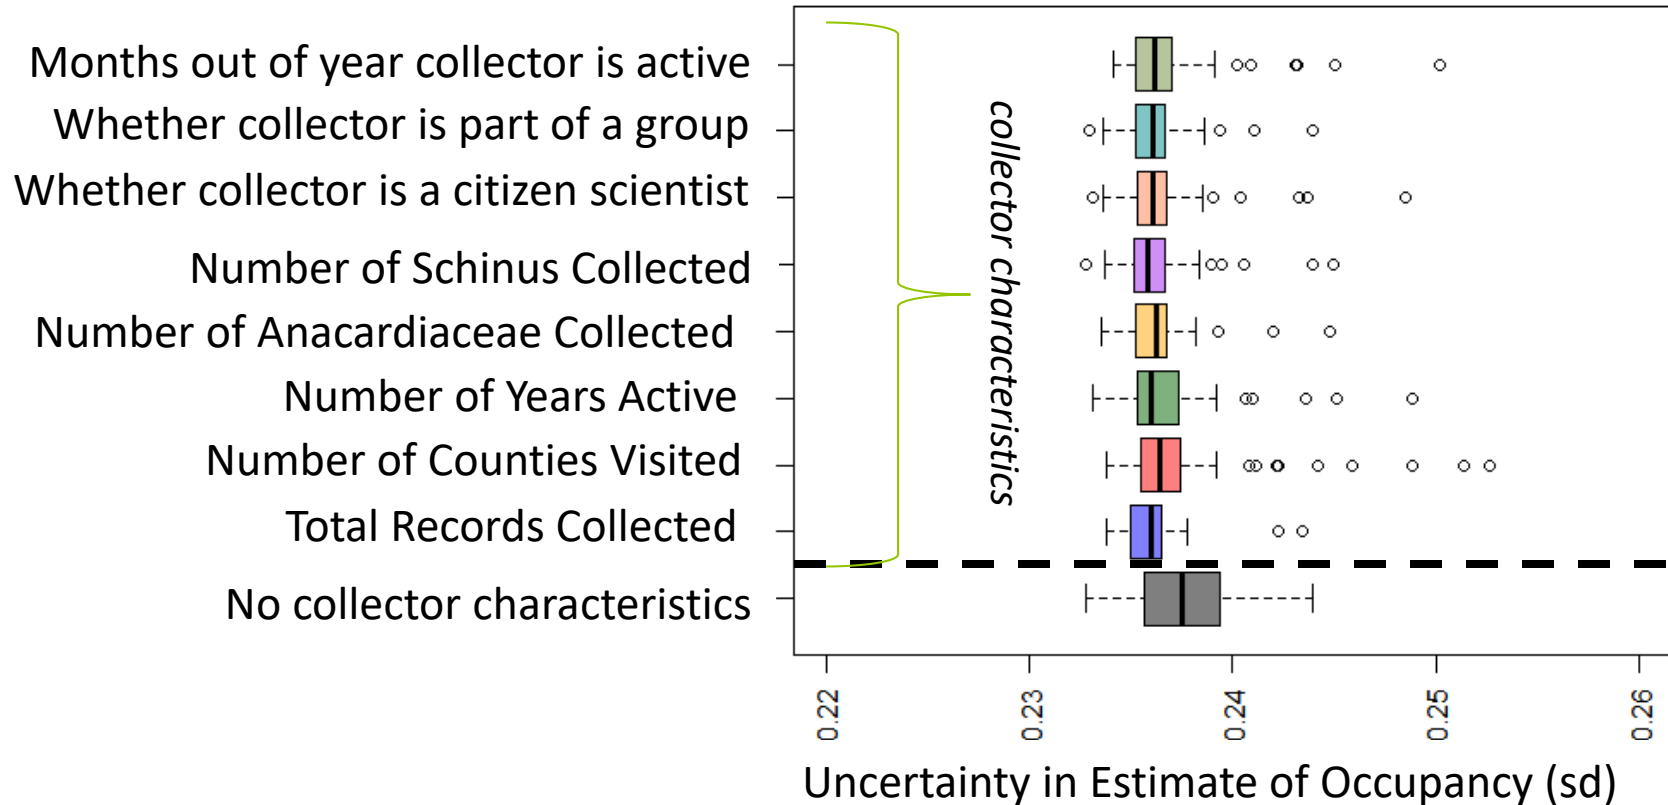 Months out of year collector is active
Whether collector is part of a group
Whether collector is a citizen scientist
Number of Schinus Collected
Number of Anacardiaceae Collected
Number of Years Active
Number of Counties Visited
Total Records Collected
No collector characteristics
collector characteristics
0.22
0.23
0.24
0.25
0.26
Uncertainty in Estimate of Occupancy (sd)